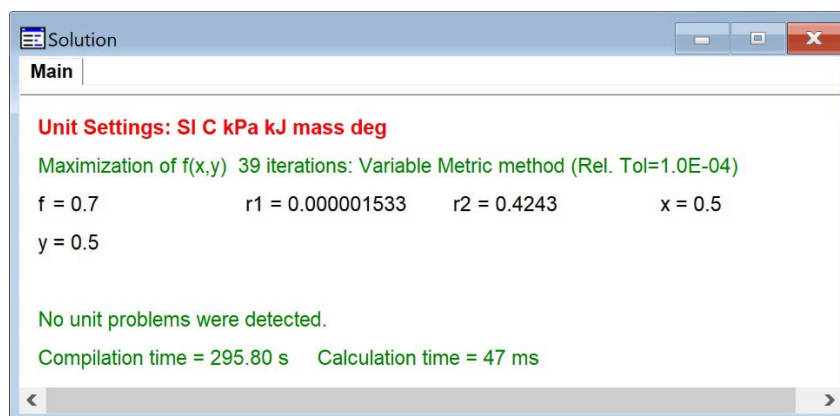 Solution
Main
Unit Settings: SI C kPa kJ mass deg
Maximization of f(x,y) 39 iterations: Variable Metric method (Rel. Tol=1.0E-04)
f = 0.7 r1 = 0.000001533 r2 = 0.4243 x = 0.5
y = 0.5
No unit problems were detected.
Compilation time = 295.80 s Calculation time = 47 ms